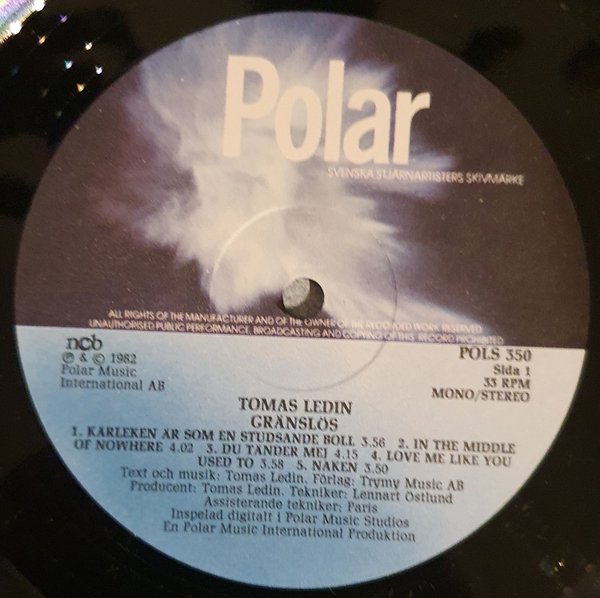 Polar
SVENSKA STJÄRNARTISTERS SKIVMÄRKE
ALL RIGHTS OF THE MANUFACTURER AND OF THE OWNER OF THE RECORDED WORK RESERVED
UNAUTHORISED PUBLIC PERFORMANCE, BROADCASTING AND COPYING OF THIS RECORD PROHIBITED
ncb
℗ & © 1982
Polar Music
International AB
POLS 350
Sida 1
33 RPM
MONO/STEREO
TOMAS LEDIN
GRÄNSLÖS
1. KÄRLEKEN ÄR SOM EN STUDSANDE BOLL 3.56 2. IN THE MIDDLE
OF NOWHERE 4.02 3. DU TÄNDER MEJ 4.15 4. LOVE ME LIKE YOU
USED TO 3.58 5. NAKEN 3.50
Text och musik: Tomas Ledin, Förlag: Trymy Music AB
Producent: Tomas Ledin, Tekniker: Lennart Östlund
Assisterande tekniker: Paris
Inspelad digitalt i Polar Music Studios
En Polar Music International Produktion